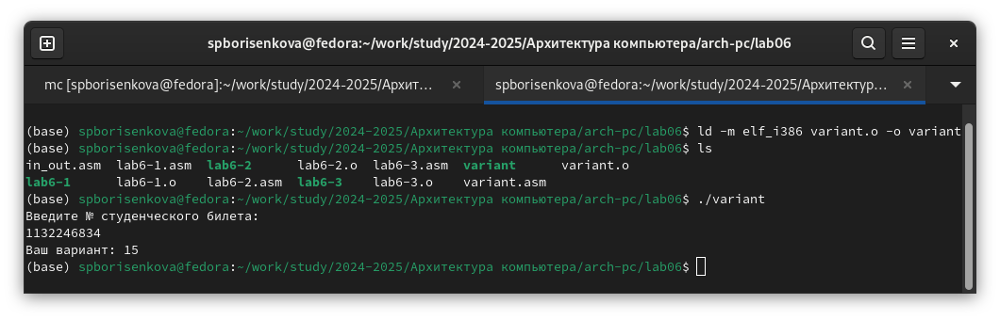 spborisenkova@fedora:~/work/study/2024-2025/Архитектура компьютера/arch-pc/lab06
mc [spborisenkova@fedora]:~/work/study/2024-2025/Архит...
spborisenkova@fedora:~/work/study/2024-2025/Архитектур...
(base) spborisenkova@fedora:~/work/study/2024-2025/Архитектура компьютера/arch-pc/lab06$ ld -m elf_i386 variant.o -o variant
(base) spborisenkova@fedora:~/work/study/2024-2025/Архитектура компьютера/arch-pc/lab06$ ls
in_out.asm lab6-1.asm lab6-2 lab6-2.o lab6-3.asm variant variant.o
lab6-1 lab6-1.o lab6-2.asm lab6-3 lab6-3.o variant.asm
(base) spborisenkova@fedora:~/work/study/2024-2025/Архитектура компьютера/arch-pc/lab06$ ./variant
Введите № студенческого билета:
1132246834
Ваш вариант: 15
(base) spborisenkova@fedora:~/work/study/2024-2025/Архитектура компьютера/arch-pc/lab06$